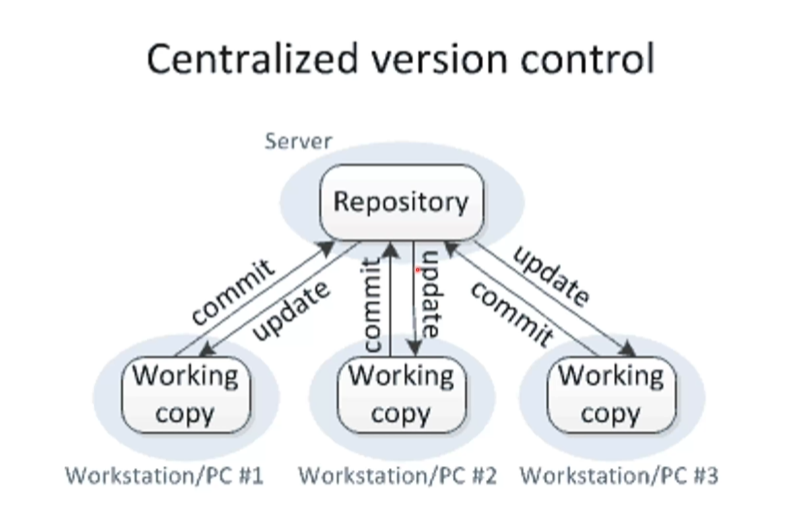 Centralized version control
Server
Repository
commit
update
commit
update
commit
update
Working
copy
Working
copy
Working
copy
Workstation/PC #1
Workstation/PC #2
Workstation/PC #3